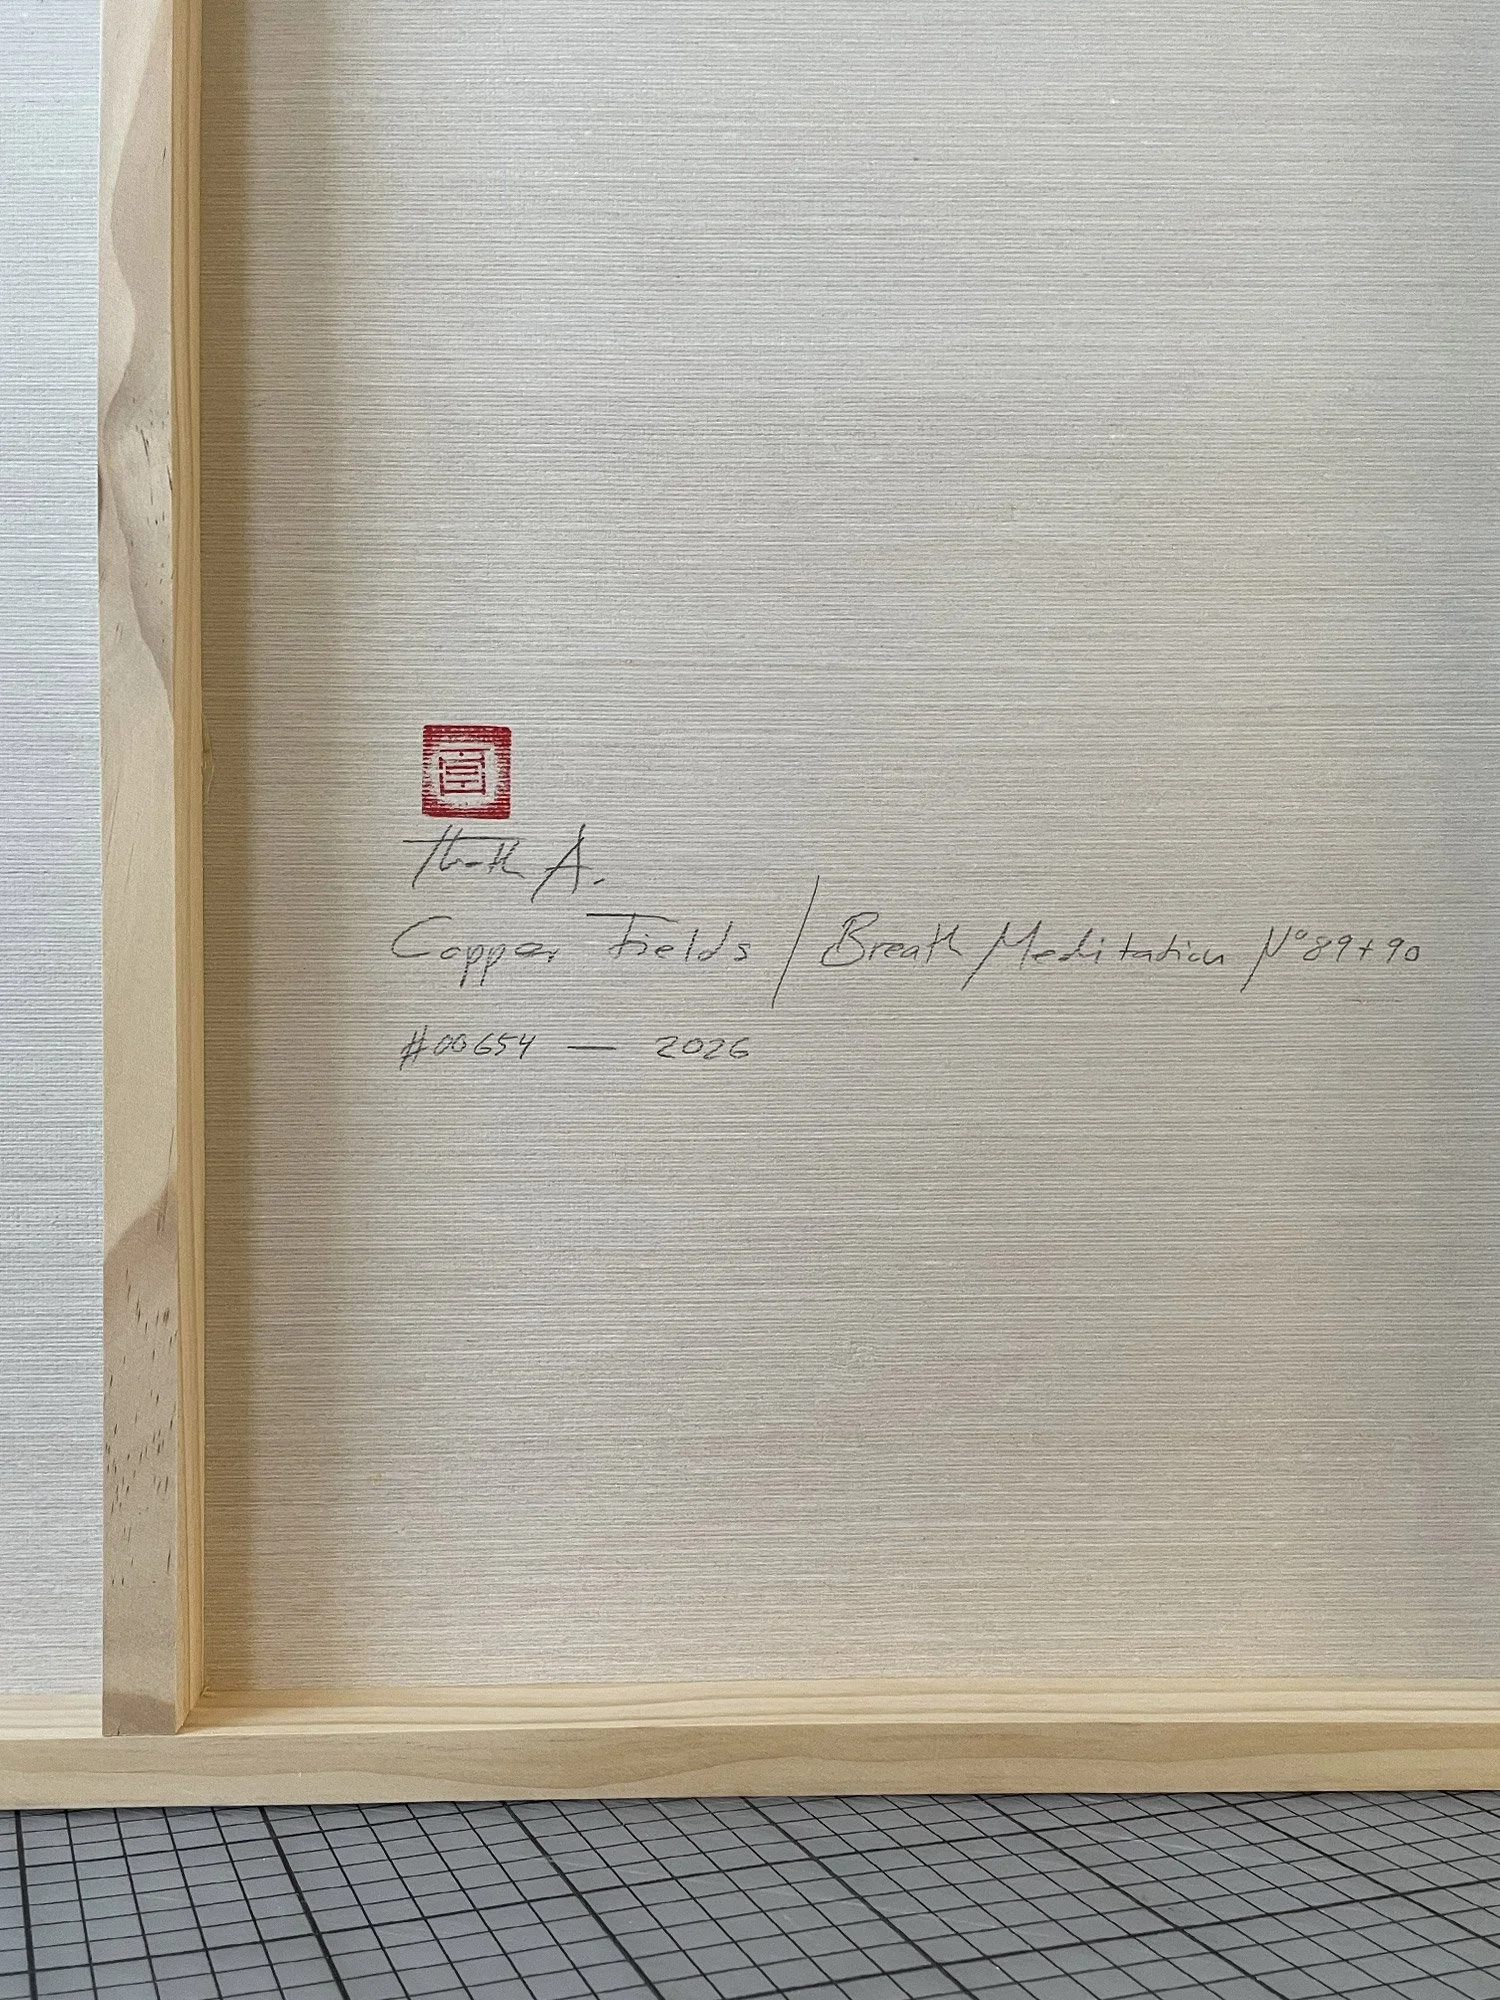 A.
Copper Fields / Breath Meditation N° 89 + 90
#00654 — 2026